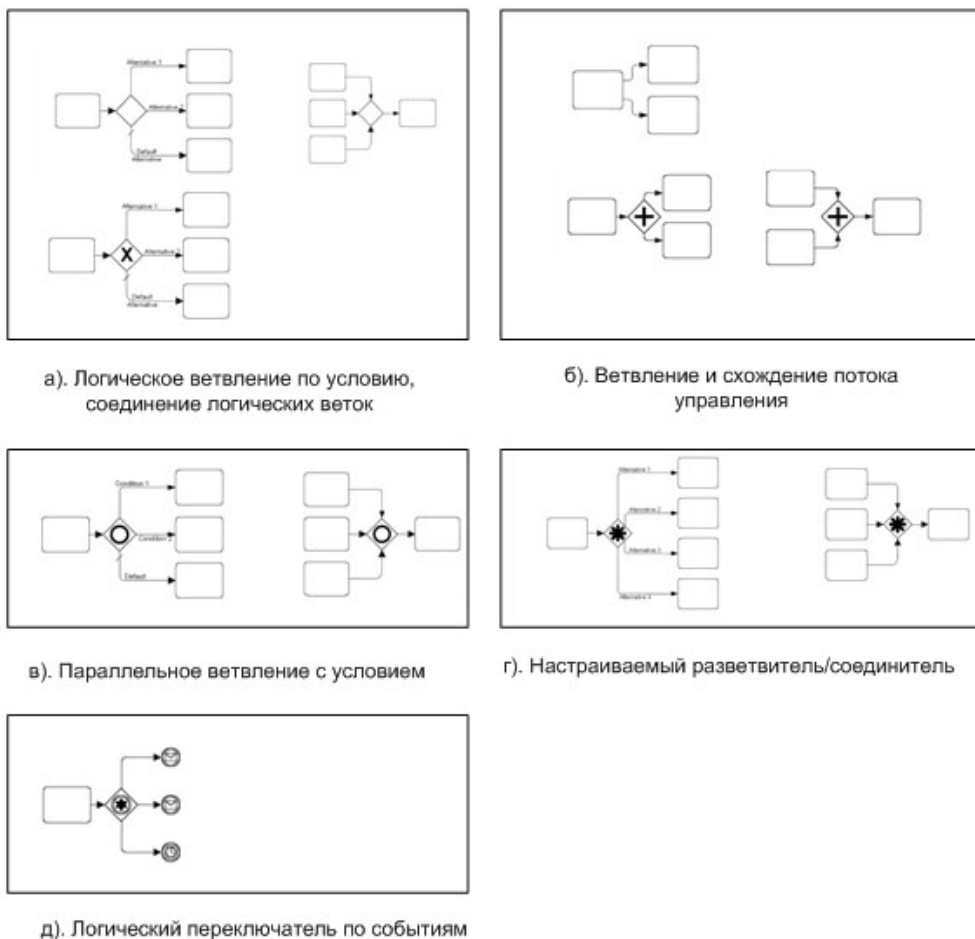 Alternative 1
Alternative 2
Default
Alternative
Alternative 1
Alternative 2
Default
Alternative
а). Логическое ветвление по условию,
соединение логических веток
б). Ветвление и схождение потока
управления
Condition 1
Condition 2
Default
Alternative 1
Alternative 2
Alternative 3
Alternative 4
в). Параллельное ветвление с условием
г). Настраиваемый разветвитель/соединитель
д). Логический переключатель по событиям